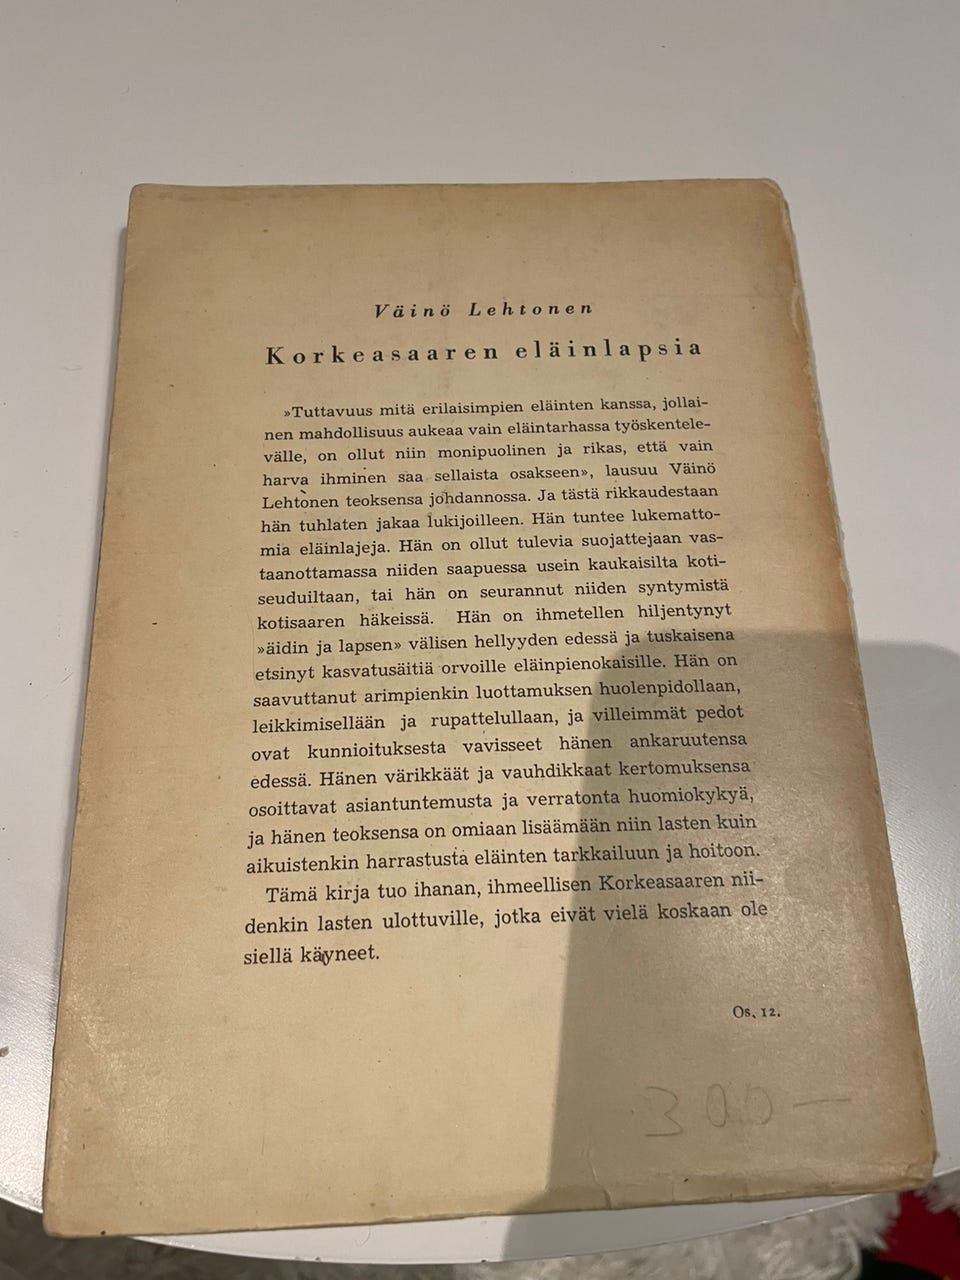 Väinö Lehtonen
Korkeasaaren eläinlapsia
»Tuttavuus mitä erilaisimpien eläinten kanssa, jollai-
nen mahdollisuus aukeaa vain eläintarhassa työskentele-
välle, on ollut niin monipuolinen ja rikas, että vain
harva ihminen saa sellaista osakseen», lausuu Väinö
Lehtonen teoksensa johdannossa. Ja tästä rikkaudestaan
hän tuhlaten jakaa lukijoilleen. Hän tuntee lukematto-
mia eläinlajeja. Hän on ollut tulevia suojattejaan vas-
taanottamassa niiden saapuessa usein kaukaisilta koti-
seuduiltaan, tai hän on seurannut niiden syntymistä
kotisaaren häkeissä. Hän on ihmetellen hiljentynyt
»äidin ja lapsen» välisen hellyyden edessä ja tuskaisena
etsinyt kasvatusäitiä orvoille eläinpienokaisille. Hän on
saavuttanut arimpienkin luottamuksen huolenpidollaan,
leikkimisellään ja rupattelullaan, ja villeimmät pedot
ovat kunnioituksesta vavisseet hänen ankaruutensa
edessä. Hänen värikkäät ja vauhdikkaat kertomuksensa
osoittavat asiantuntemusta ja verratonta huomiokykyä,
ja hänen teoksensa on omiaan lisäämään niin lasten kuin
aikuistenkin harrastusta eläinten tarkkailuun ja hoitoon.
Tämä kirja tuo ihanan, ihmeellisen Korkeasaaren nii-
denkin lasten ulottuville, jotka eivät vielä koskaan ole
siellä käyneet.
Os. 12.
300—